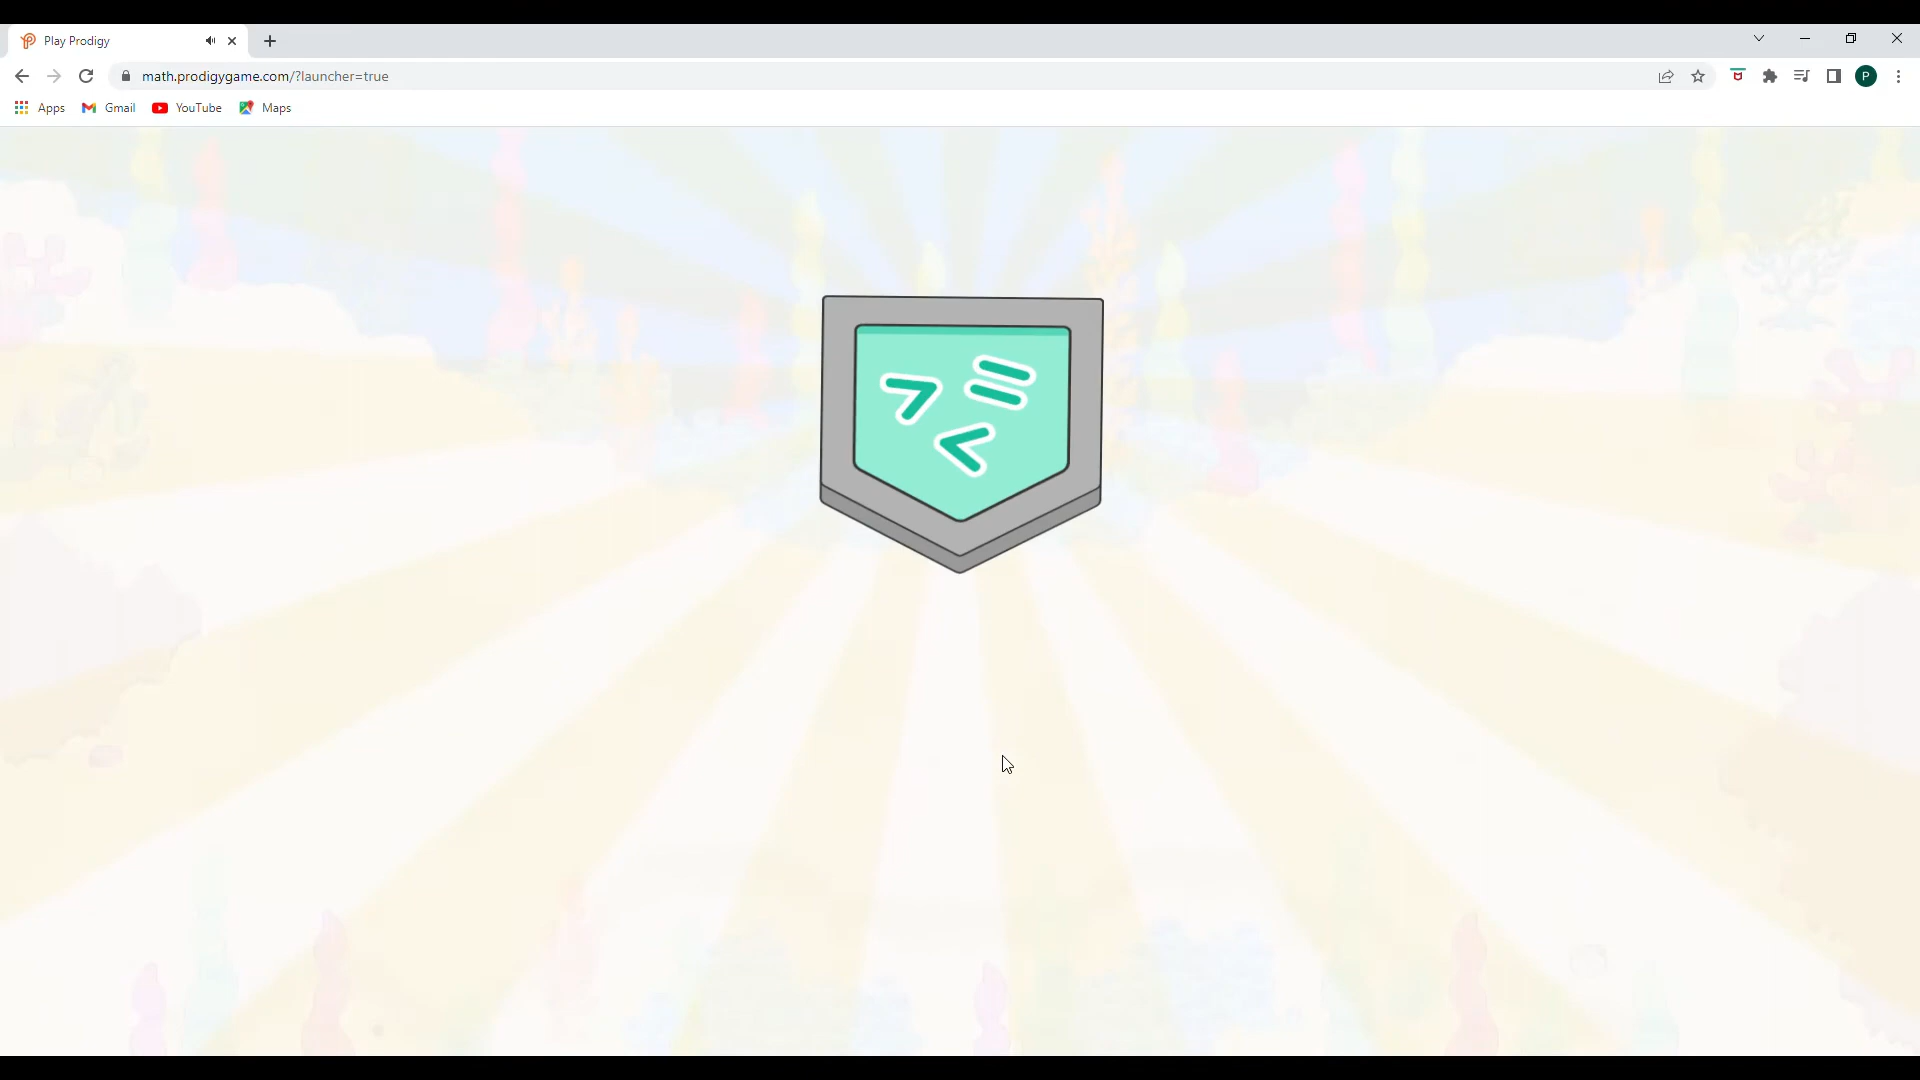 Play Prodigy
math.prodigygame.com/?launcher=true
P
Apps Gmail YouTube Maps
> =
<